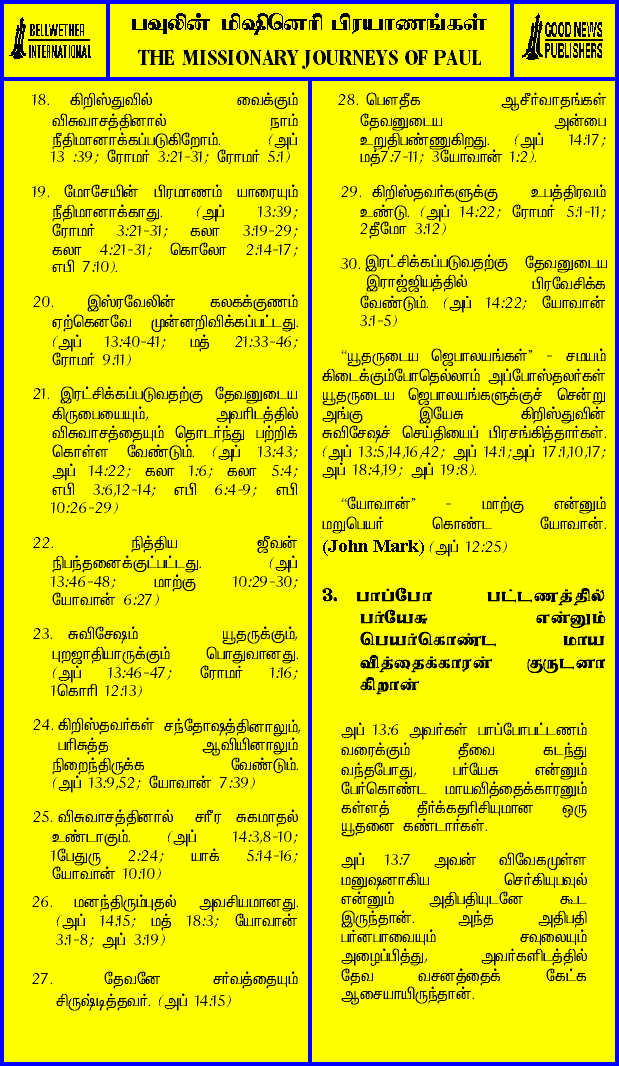 BELLWETHER
INTERNATIONAL
பவுலின் மிஷினெரி பிரயாணங்கள்
THE MISSIONARY JOURNEYS OF PAUL
GOOD NEWS
PUBLISHERS
18. கிறிஸ்துவில் வைக்கும்
விசுவாசத்தினால் நாம்
நீதிமானாக்கப்படுகிறோம். (அப்
13 :39; ரோமர் 3:21-31; ரோமர் 5:1)
19. மோசேயின் பிரமாணம் யாரையும்
நீதிமானாக்காது. (அப் 13:39;
ரோமர் 3:21-31; கலா 3:19-29;
கலா 4:21-31; கொலோ 2:14-17;
எபி 7:10).
20. இஸ்ரவேலின் கலகக்குணம்
ஏற்கெனவே முன்னறிவிக்கப்பட்டது.
(அப் 13:40-41; மத் 21:33-46;
ரோமர் 9:11)
21. இரட்சிக்கப்படுவதற்கு தேவனுடைய
கிருபையையும், அவரிடத்தில்
விசுவாசத்தையும் தொடர்ந்து பற்றிக்
கொள்ள வேண்டும். (அப் 13:43;
அப் 14:22; கலா 1:6; கலா 5:4;
எபி 3:6,12-14; எபி 6:4-9; எபி
10:26-29)
22. நித்திய ஜீவன்
நிபந்தனைக்குட்பட்டது. (அப்
13:46-48; மாற்கு 10:29-30;
யோவான் 6:27)
23. சுவிசேஷம் யூதருக்கும்,
புறஜாதியாருக்கும் பொதுவானது.
(அப் 13:46-47; ரோமர் 1:16;
1கொரி 12:13)
24. கிறிஸ்தவர்கள் சந்தோஷத்தினாலும்,
பரிசுத்த ஆவியினாலும்
நிறைந்திருக்க வேண்டும்.
(அப் 13:9,52; யோவான் 7:39)
25. விசுவாசத்தினால் சரீர சுகமாதல்
உண்டாகும். (அப் 14:3,8-10;
1பேதுரு 2:24; யாக் 5:14-16;
யோவான் 10:10)
26. மனந்திரும்புதல் அவசியமானது.
(அப் 14:15; மத் 18:3; யோவான்
3:1-8; அப் 3:19)
27. தேவனே சர்வத்தையும்
சிருஷ்டித்தவர். (அப் 14:15)
28. பௌதீக ஆசீர்வாதங்கள்
தேவனுடைய அன்பை
உறுதிபண்ணுகிறது. (அப் 14:17;
மத்7:7-11; 3யோவான் 1:2).
29. கிறிஸ்தவர்களுக்கு உபத்திரவம்
உண்டு. (அப் 14:22; ரோமர் 5:1-11;
2தீமோ 3:12)
30. இரட்சிக்கப்படுவதற்கு தேவனுடைய
இராஜ்ஜியத்தில் பிரவேசிக்க
வேண்டும். (அப் 14:22; யோவான்
3:1-5)
“யூதருடைய ஜெபாலயங்கள்” - சமயம்
கிடைக்கும்போதெல்லாம் அப்போஸ்தலர்கள்
யூதருடைய ஜெபாலயங்களுக்குச் சென்று
அங்கு இயேசு கிறிஸ்துவின்
சுவிசேஷச் செய்தியைப் பிரசங்கித்தார்கள்.
(அப் 13:5,14,16,42; அப் 14:1;அப் 17:1,10,17;
அப் 18:4,19; அப் 19:8).
“யோவான்” - மாற்கு என்னும்
மறுபெயர் கொண்ட யோவான்.
(John Mark) (அப் 12:25)
3. பாப்போ பட்டணத்தில்
பர்யேசு என்னும்
பெயர்கொண்ட மாய
வித்தைக்காரன் குருடனா
கிறான்
அப் 13:6 அவர்கள் பாப்போபட்டணம்
வரைக்கும் தீவை கடந்து
வந்தபோது, பர்யேசு என்னும்
பேர்கொண்ட மாயவித்தைக்காரனும்
கள்ளத் தீர்க்கதரிசியுமான ஒரு
யூதனை கண்டார்கள்.
அப் 13:7 அவன் விவேகமுள்ள
மனுஷனாகிய செர்கியுபவுல்
என்னும் அதிபதியுடனே கூட
இருந்தான். அந்த அதிபதி
பர்னபாவையும் சவுலையும்
அழைப்பித்து, அவர்களிடத்தில்
தேவ வசனத்தைக் கேட்க
ஆசையாயிருந்தான்.